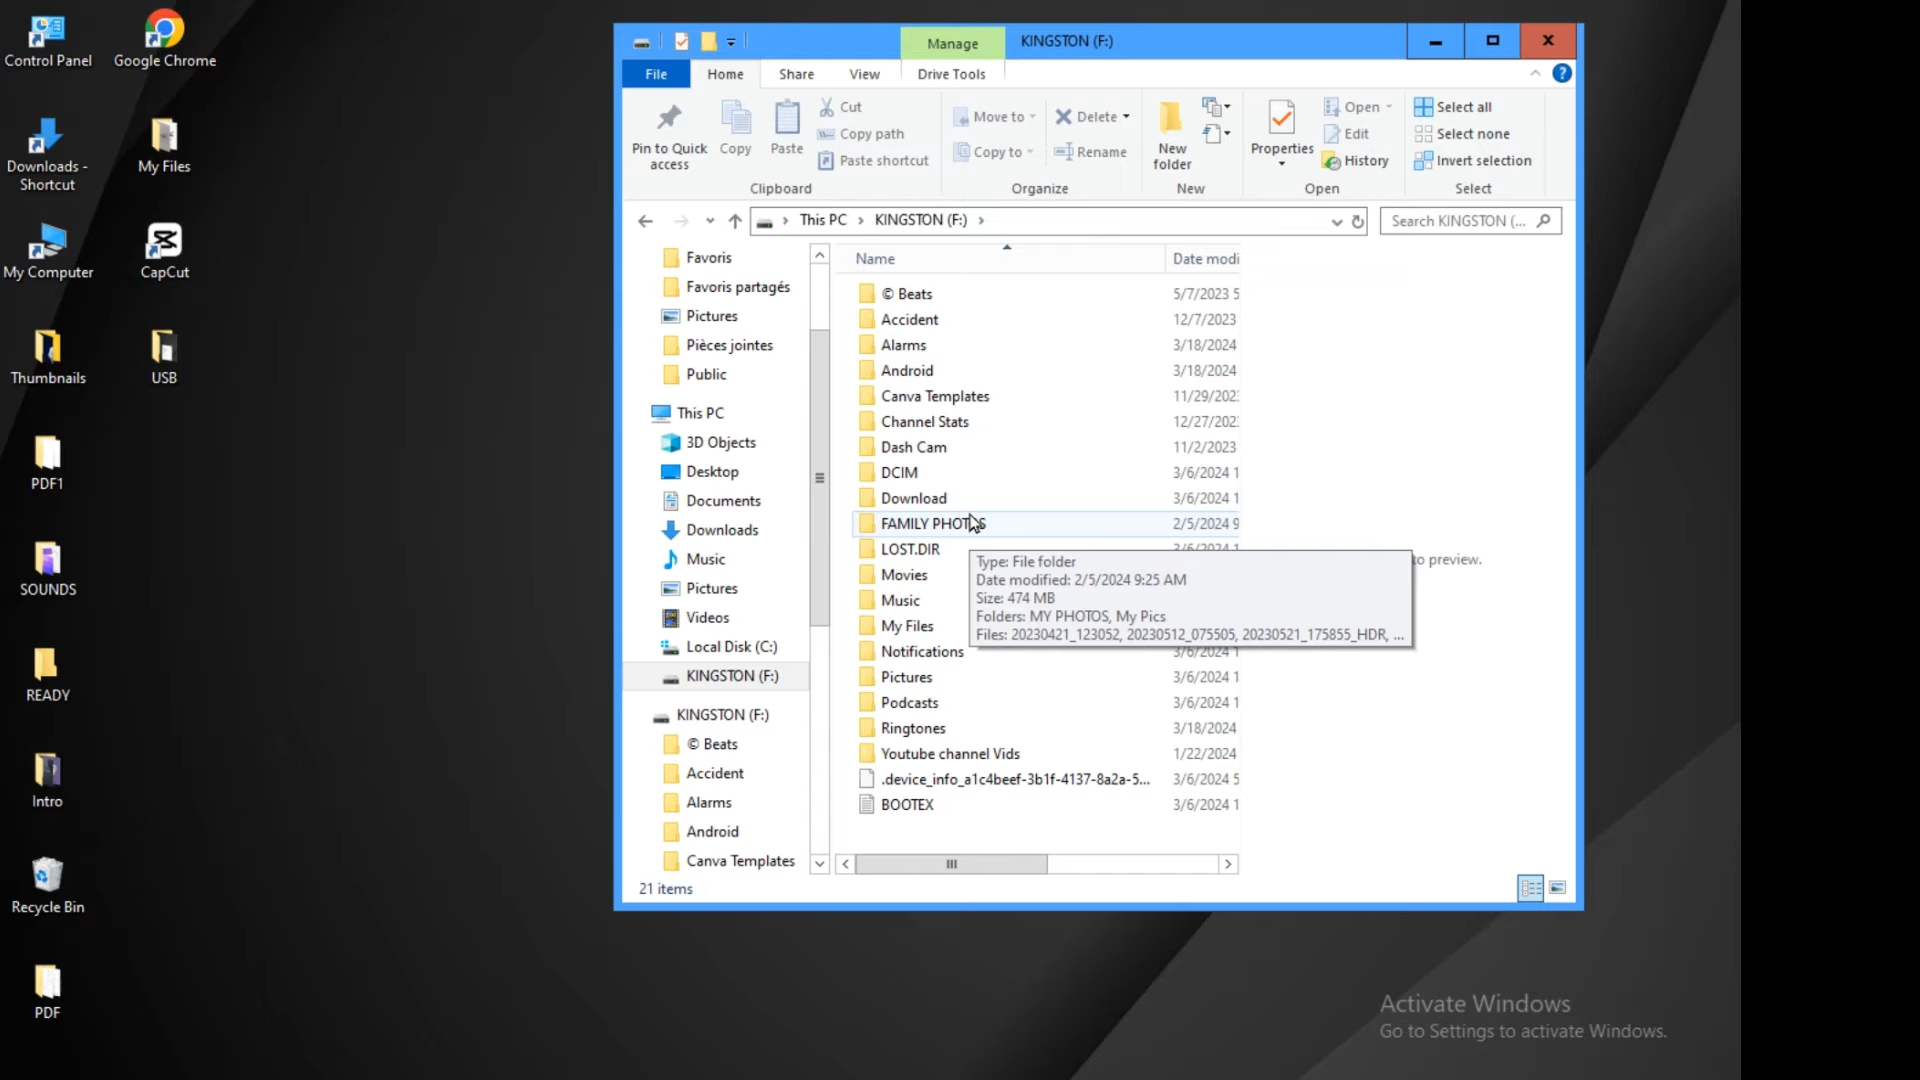 Control Panel
Google Chrome
Downloads -
Shortcut
My Files
My Computer
CapCut
Thumbnails
USB
PDF1
SOUNDS
READY
Intro
Recycle Bin
PDF
Manage
KINGSTON (F:)
File
Home
Share
View
Drive Tools
Pin to Quick
access
Copy
Paste
Cut
Copy path
Paste shortcut
Clipboard
Move to
Copy to
Delete
Rename
Organize
New
folder
New
Properties
Open
Edit
History
Open
Select all
Select none
Invert selection
Select
This PC > KINGSTON (F:) >
Search KINGSTON (...
Favoris
Favoris partagés
Pictures
Pièces jointes
Public
This PC
3D Objects
Desktop
Documents
Downloads
Music
Pictures
Videos
Local Disk (C:)
KINGSTON (F:)
KINGSTON (F:)
© Beats
Accident
Alarms
Android
Canva Templates
Name Date modi
© Beats 5/7/2023 5
Accident 12/7/2023
Alarms 3/18/2024
Android 3/18/2024
Canva Templates 11/29/202
Channel Stats 12/27/202
Dash Cam 11/2/2023
DCIM 3/6/2024 1
Download 3/6/2024 1
FAMILY PHOTOS 2/5/2024 9
LOST.DIR 3/6/2024 1
Movies
Music
My Files
Notifications 3/6/2024 1
Pictures 3/6/2024 1
Podcasts 3/6/2024 1
Ringtones 3/18/2024
Youtube channel Vids 1/22/2024
.device_info_a1c4beef-3b1f-4137-8a2a-5... 3/6/2024 5
BOOTEX 3/6/2024 1
Type: File folder
Date modified: 2/5/2024 9:25 AM
Size: 474 MB
Folders: MY PHOTOS, My Pics
Files: 20230421_123052, 20230512_075505, 20230521_175855_HDR, ...
to preview.
21 items
Activate Windows
Go to Settings to activate Windows.